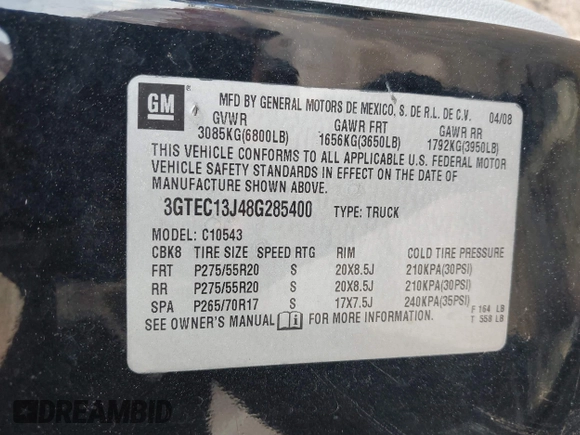 GM
MFD BY GENERAL MOTORS DE MEXICO, S. DE R.L. DE C.V. 04/08
GVWR GAWR FRT GAWR RR
3085KG(6800LB) 1656KG(3650LB) 1792KG(3950LB)
THIS VEHICLE CONFORMS TO ALL APPLICABLE U.S. FEDERAL MOTOR
VEHICLE SAFETY STANDARDS IN EFFECT ON THE DATE OF
MANUFACTURE SHOWN ABOVE.
3GTEC13J48G285400 TYPE: TRUCK
MODEL: C10543
CBK8 TIRE SIZE SPEED RTG RIM COLD TIRE PRESSURE
FRT P275/55R20 S 20X8.5J 210KPA(30PSI)
RR P275/55R20 S 20X8.5J 210KPA(30PSI)
SPA P265/70R17 S 17X7.5J 240KPA(35PSI)
F 164 LB
SEE OWNER'S MANUAL FOR MORE INFORMATION. T 558 LB
DREAMBID